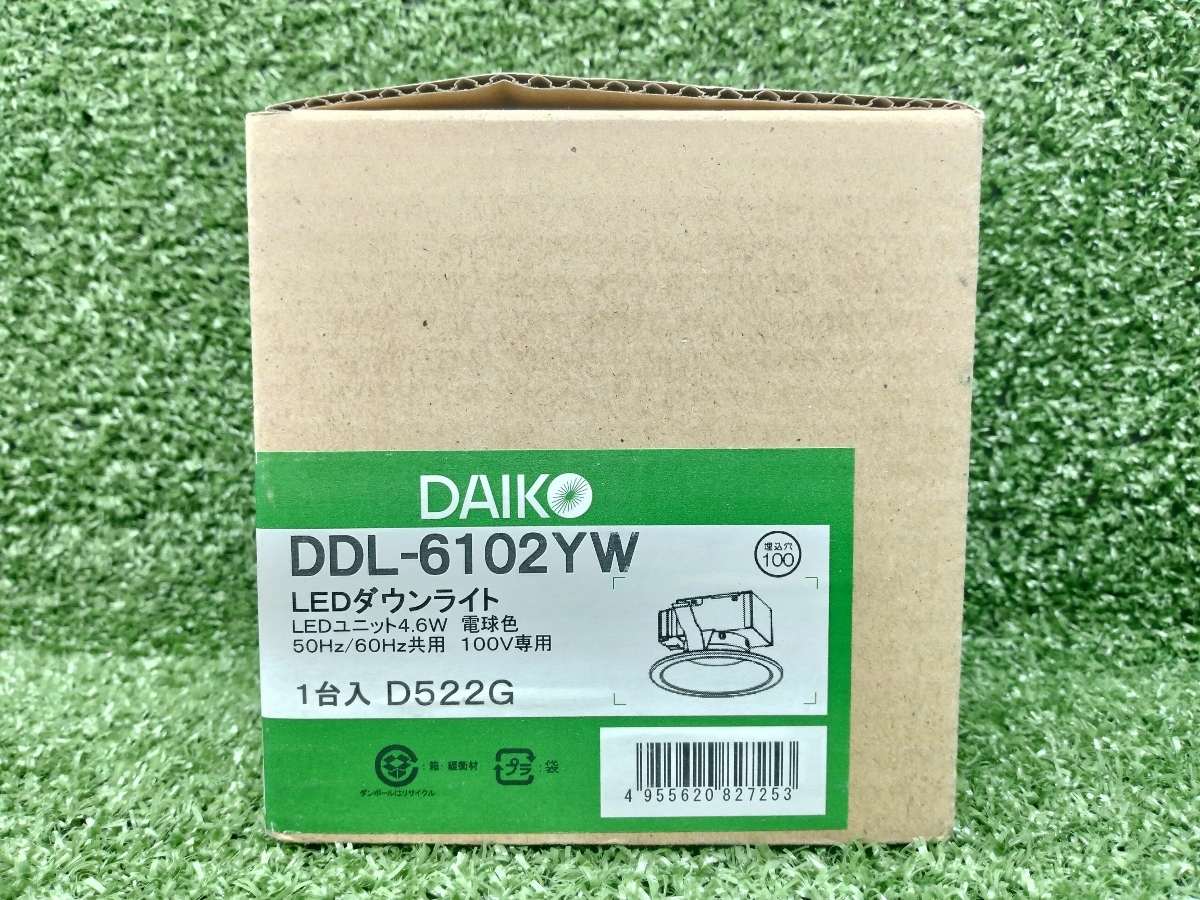 DAIKO
DDL-6102YW
埋込穴
100
LEDダウンライト
LEDユニット4.6W 電球色
50Hz/60Hz共用 100V専用
1台入 D522G
:箱・緩衝材
プラ :袋
ダンボールはリサイクル
4 955620 827253